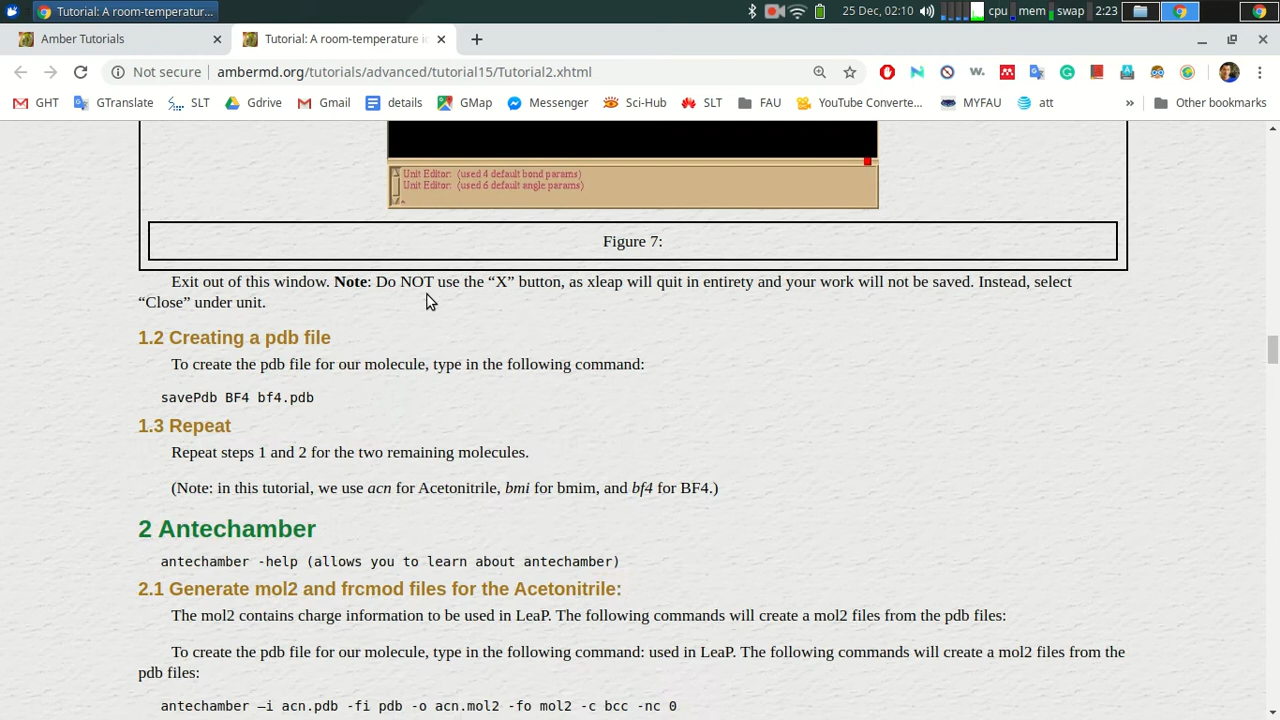 Tutorial: A room-temperatur...
25 Dec, 02:10
cpu
mem
swap
2:23
Amber Tutorials
Tutorial: A room-temperature i
Not secure
ambermd.org/tutorials/advanced/tutorial15/Tutorial2.xhtml
GHT
GTranslate
SLT
Gdrive
Gmail
details
GMap
Messenger
Sci-Hub
SLT
FAU
YouTube Converte...
MYFAU
att
»
Other bookmarks
Unit Editor: (used 4 default bond params)
Unit Editor: (used 6 default angle params)
Figure 7:
Exit out of this window. Note: Do NOT use the “X” button, as xleap will quit in entirety and your work will not be saved. Instead, select
“Close” under unit.
1.2 Creating a pdb file
To create the pdb file for our molecule, type in the following command:
savePdb BF4 bf4.pdb
1.3 Repeat
Repeat steps 1 and 2 for the two remaining molecules.
(Note: in this tutorial, we use acn for Acetonitrile, bmi for bmim, and bf4 for BF4.)
2 Antechamber
antechamber -help (allows you to learn about antechamber)
2.1 Generate mol2 and frcmod files for the Acetonitrile:
The mol2 contains charge information to be used in LeaP. The following commands will create a mol2 files from the pdb files:
To create the pdb file for our molecule, type in the following command: used in LeaP. The following commands will create a mol2 files from the
pdb files:
antechamber –i acn.pdb -fi pdb -o acn.mol2 -fo mol2 -c bcc -nc 0